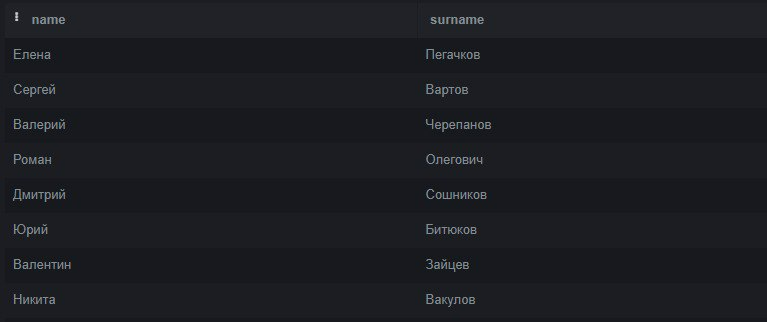 name surname
Елена Пегачков
Сергей Вартов
Валерий Черепанов
Роман Олегович
Дмитрий Сошников
Юрий Битюков
Валентин Зайцев
Никита Вакулов